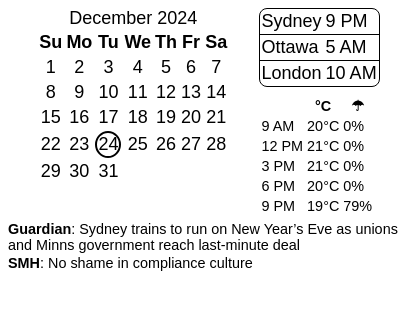 December 2024
Su Mo Tu We Th Fr Sa
1 2 3 4 5 6 7
8 9 10 11 12 13 14
15 16 17 18 19 20 21
22 23 24 25 26 27 28
29 30 31
Sydney 9 PM
Ottawa 5 AM
London 10 AM
°C ☂
9 AM 20°C 0%
12 PM 21°C 0%
3 PM 21°C 0%
6 PM 20°C 0%
9 PM 19°C 79%
Guardian: Sydney trains to run on New Year’s Eve as unions
and Minns government reach last-minute deal
SMH: No shame in compliance culture